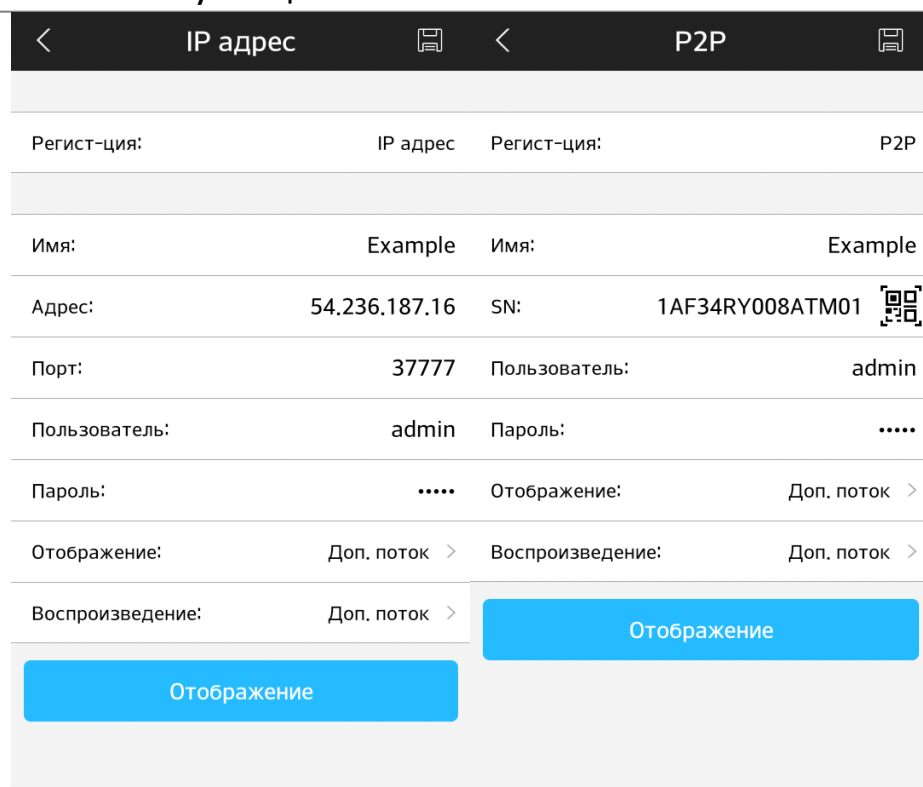 IP адрес
Регист-ция: IP адрес
Имя: Example
Адрес: 54.236.187.16
Порт: 37777
Пользователь: admin
Пароль: •••••
Отображение: Доп. поток >
Воспроизведение: Доп. поток >
Отображение
P2P
Регист-ция: P2P
Имя: Example
SN: 1AF34RY008ATM01
Пользователь: admin
Пароль: •••••
Отображение: Доп. поток >
Воспроизведение: Доп. поток >
Отображение